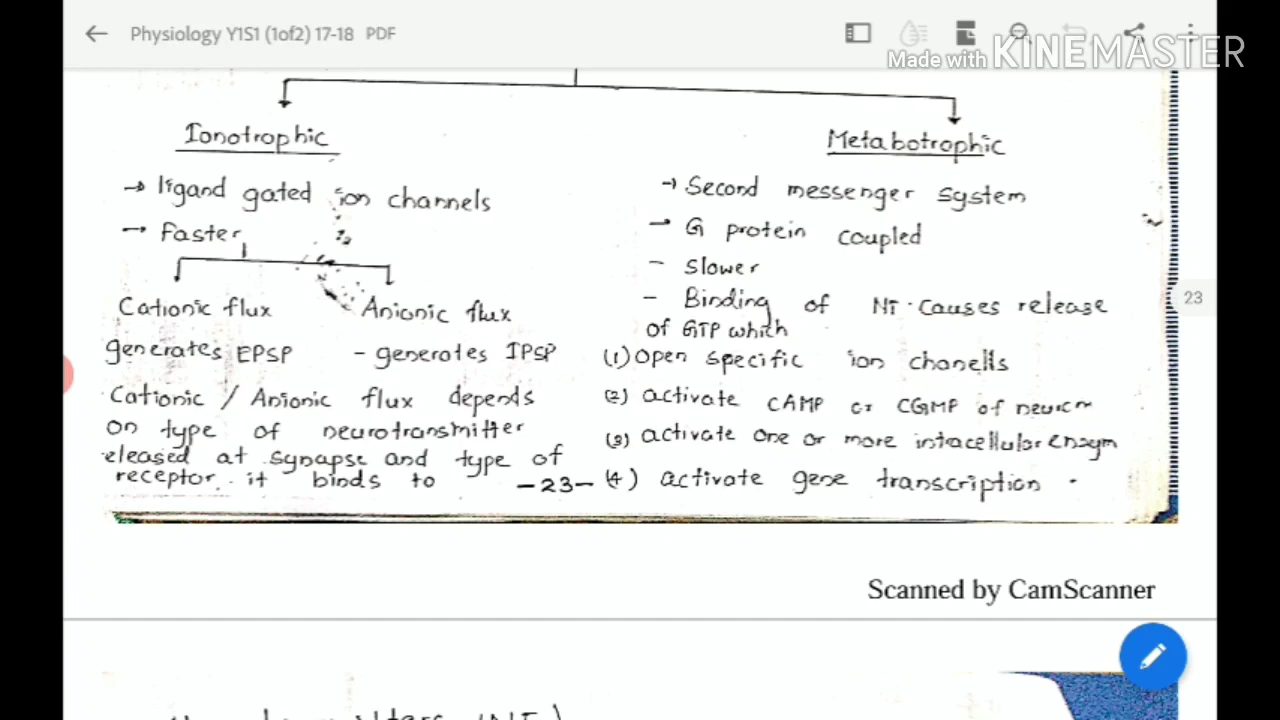 Physiology Y1S1 (1of2) 17-18 PDF
Made with KINEMASTER
Ionotrophic
→ ligand gated ion channels
→ Faster
Cationic flux
generates EPSP
Anionic flux
- generates IPSP
Cationic / Anionic flux depends
on type of neurotransmitter
eleased at synapse and type of
receptor it binds to
-23-
Metabotrophic
→ Second messenger system
→ G protein coupled
- Slower
- Binding of NT causes release
of GTP which
(1) open specific ion chanells
(2) activate CAMP or CGMP of
(3) activate one or more intacellular enzym
(4) activate gene transcription .
23
Scanned by CamScanner